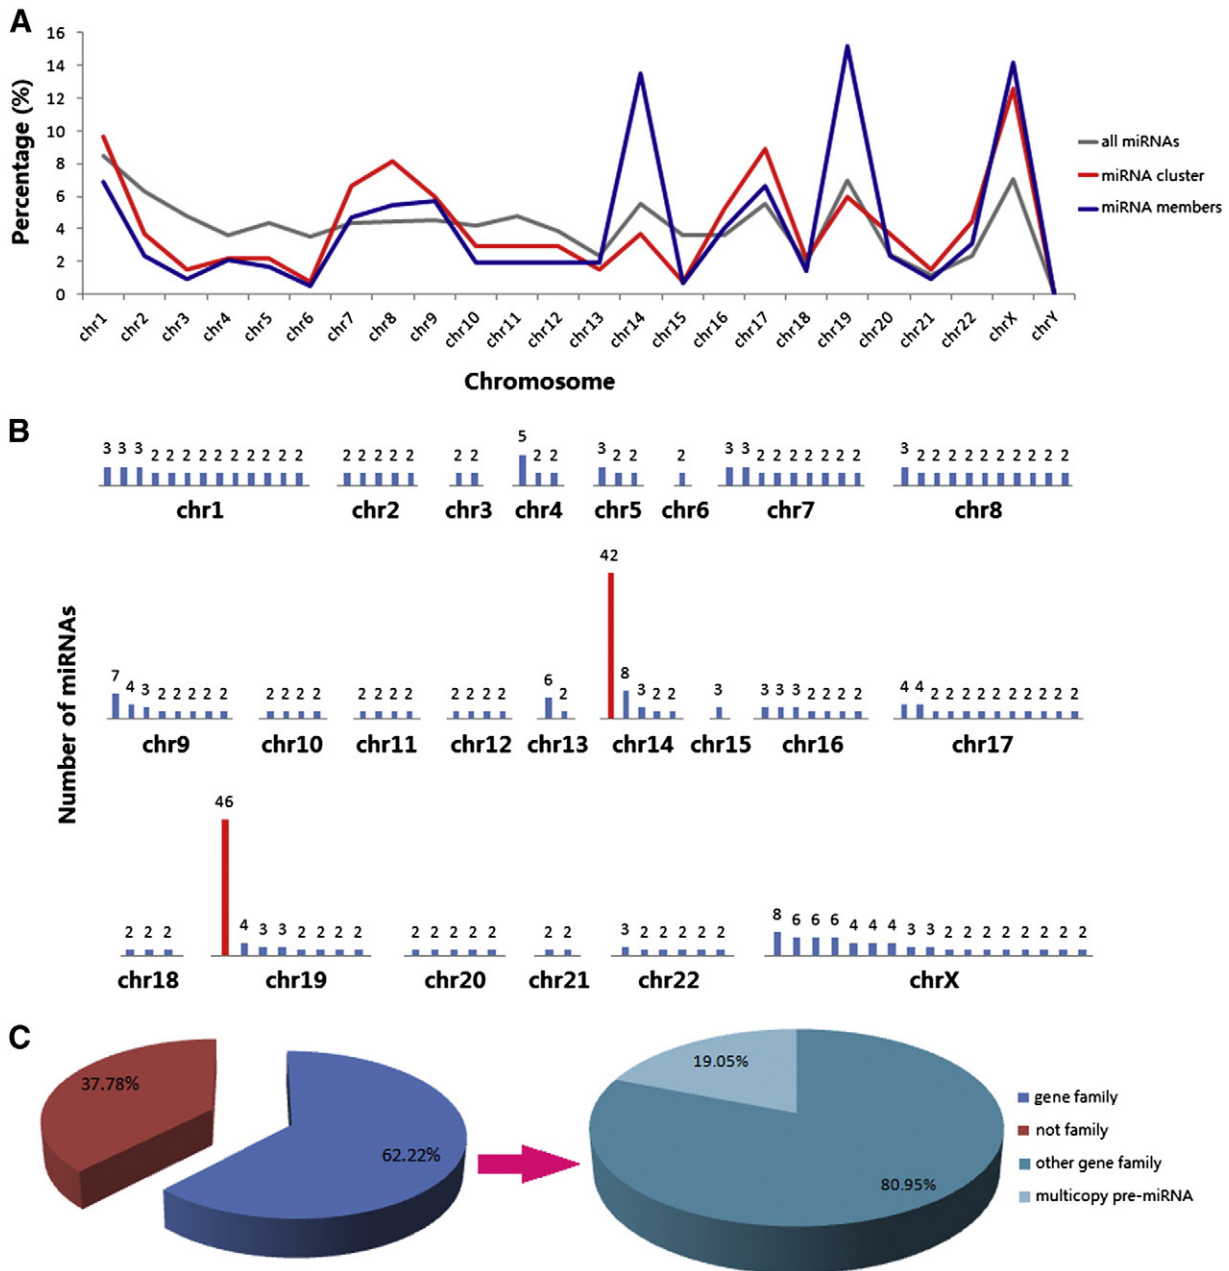 A
16
14
12
10
8
6
4
2
0
Percentage (%)
all miRNAs
miRNA cluster
miRNA members
chr1 chr2 chr3 chr4 chr5 chr6 chr7 chr8 chr9 chr10 chr11 chr12 chr13 chr14 chr15 chr16 chr17 chr18 chr19 chr20 chr21 chr22 chrX chrY
Chromosome
B
Number of miRNAs
3 3 3 2 2 2 2 2 2 2 2 2 2
chr1
2 2 2 2 2
chr2
2 2
chr3
5 2 2
chr4
3 2 2
chr5
2
chr6
3 3 2 2 2 2 2 2 2
chr7
3 2 2 2 2 2 2 2 2 2 2
chr8
7 4 3 2 2 2 2 2
chr9
2 2 2 2
chr10
2 2 2 2
chr11
2 2 2 2
chr12
6 2
chr13
42 8 3 2 2
chr14
3
chr15
3 3 3 2 2 2 2
chr16
4 4 2 2 2 2 2 2 2 2 2 2
chr17
2 2 2
chr18
46 4 3 3 2 2 2 2
chr19
2 2 2 2 2
chr20
2 2
chr21
3 2 2 2 2 2
chr22
8 6 6 6 4 4 4 3 3 2 2 2 2 2 2 2 2
chrX
C
37.78%
62.22%
19.05%
80.95%
gene family
not family
other gene family
multicopy pre-miRNA